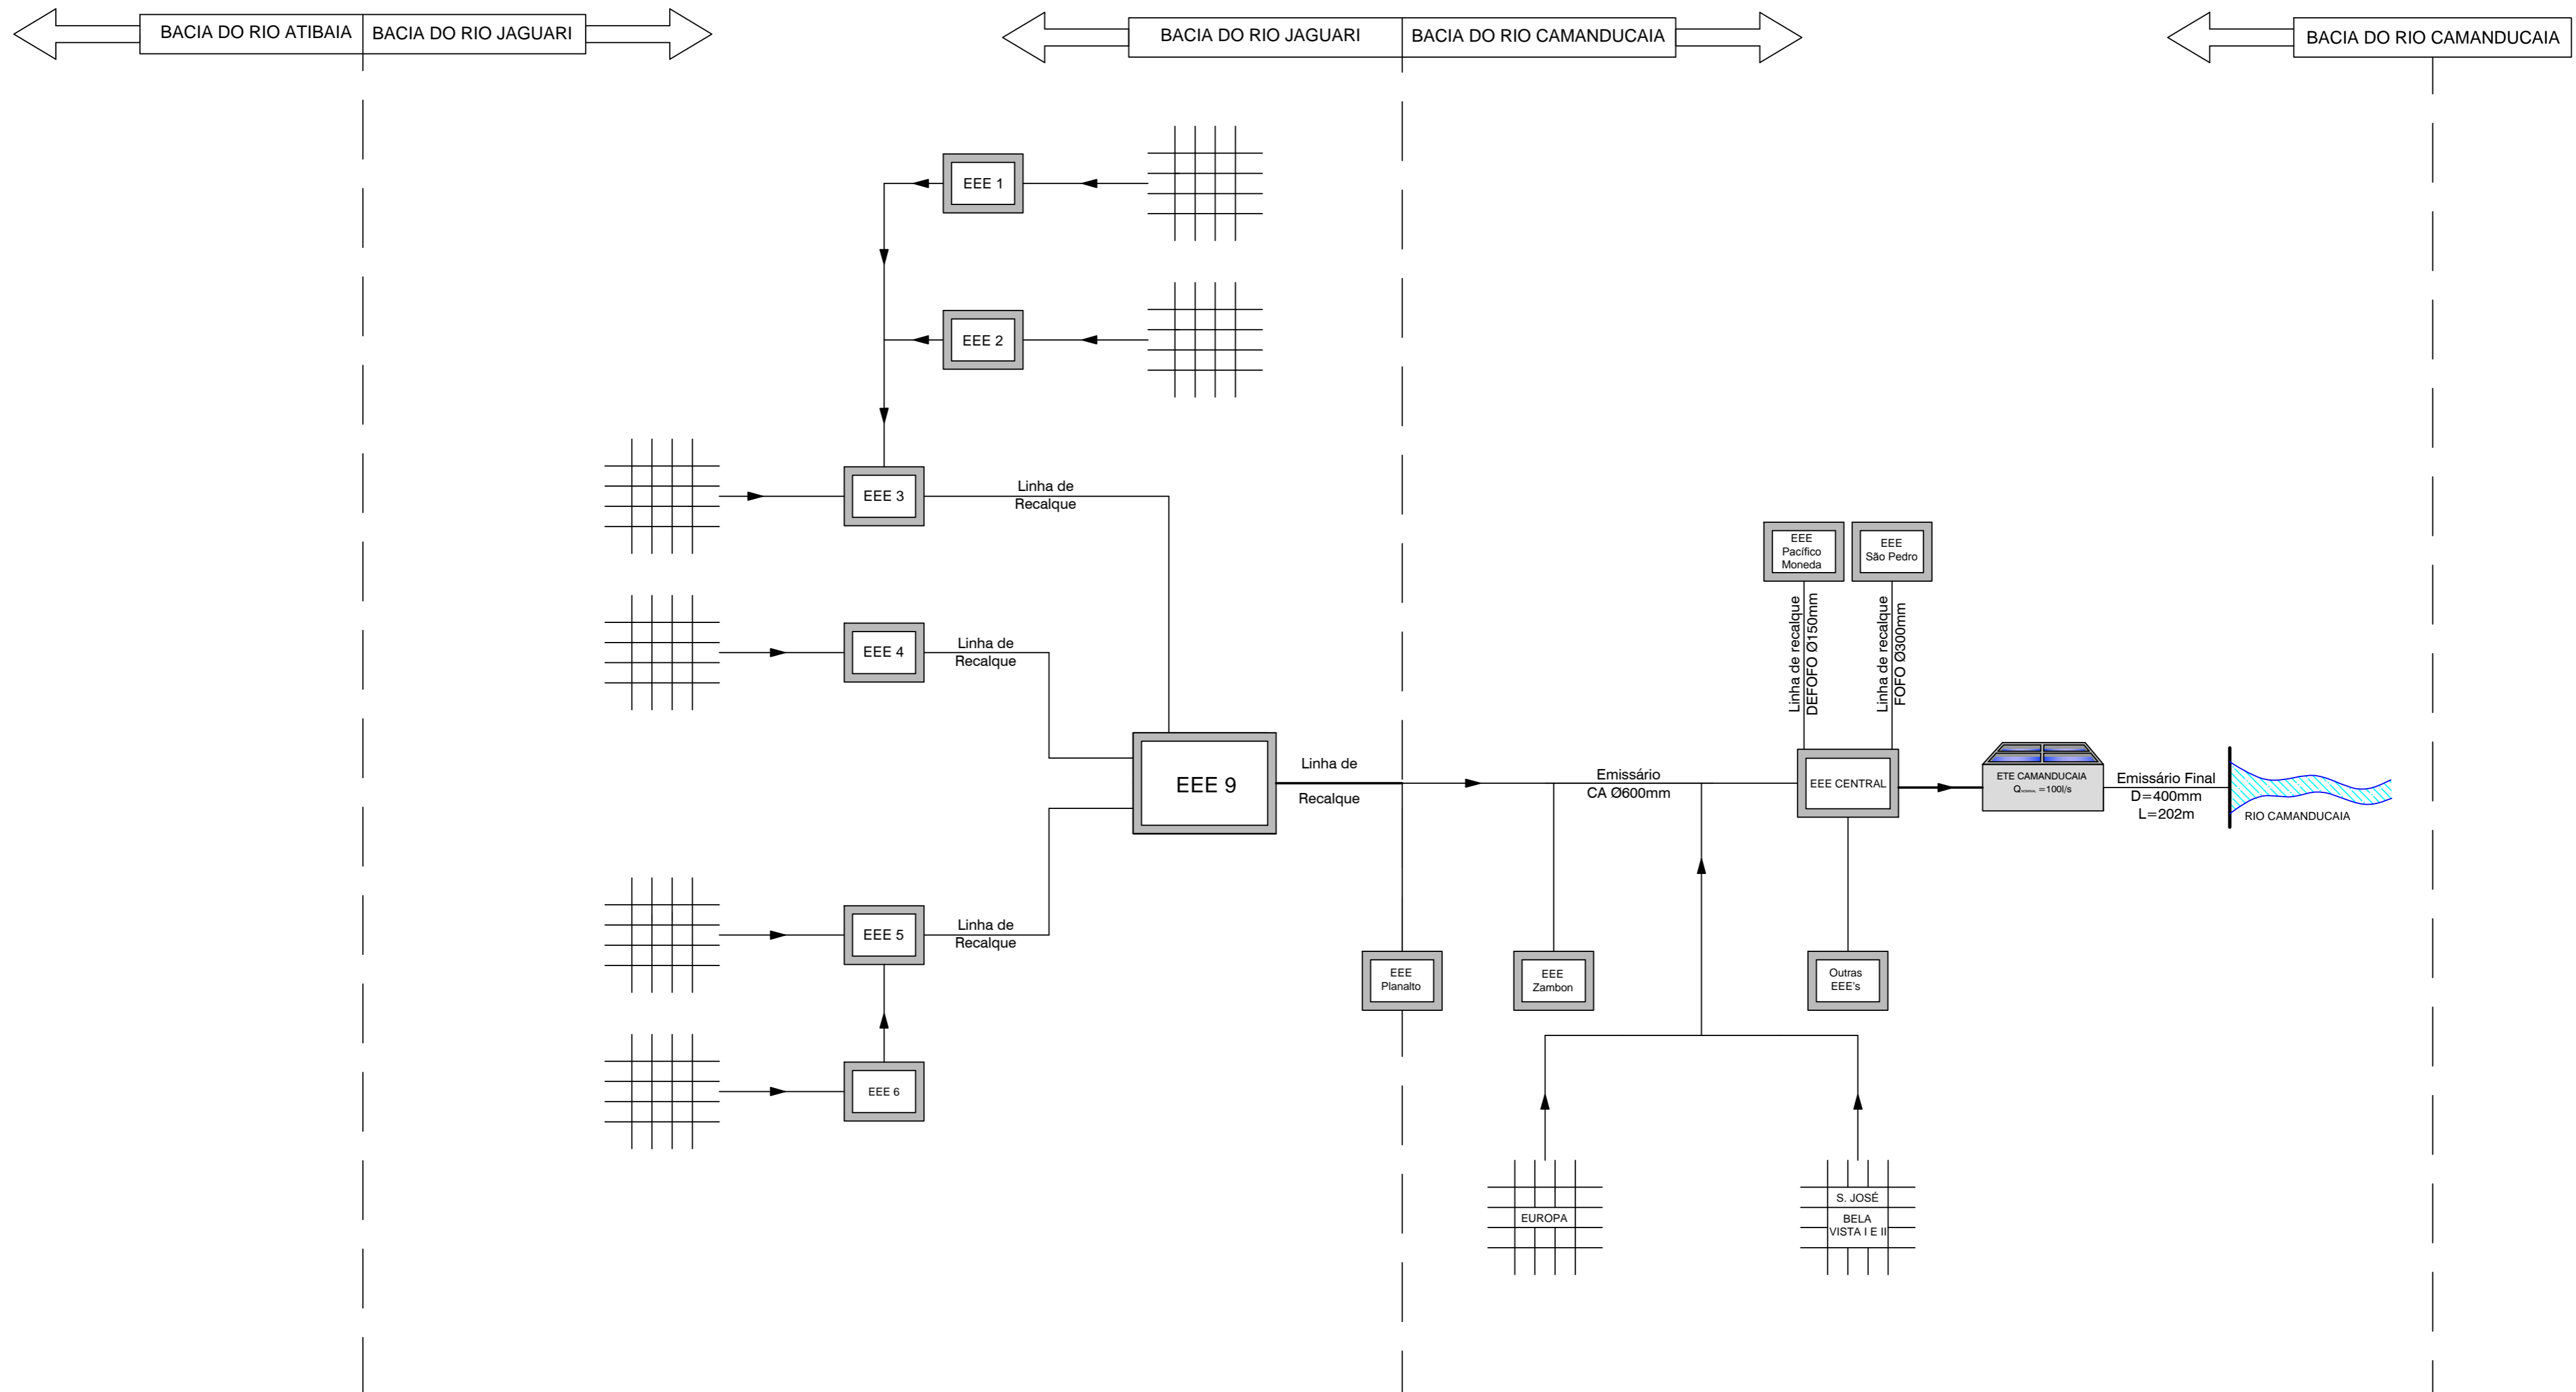 BACIA DO RIO ATIBAIA
BACIA DO RIO JAGUARI
BACIA DO RIO JAGUARI
BACIA DO RIO CAMANDUCAIA
BACIA DO RIO CAMANDUCAIA
EEE 1
EEE 2
EEE 3
Linha de
Recalque
EEE 4
Linha de
Recalque
EEE 9
Linha de
Recalque
EEE 5
Linha de
Recalque
EEE 6
EEE
Planalto
EEE
Zambon
Emissário
CA Ø600mm
EEE
Pacífico
Moneda
EEE
São Pedro
Linha de recalque
DEFOFO Ø150mm
Linha de recalque
FOFO Ø300mm
EEE CENTRAL
Outras
EEE's
ETE CAMANDUCAIA
Q =100l/s
Emissário Final
D=400mm
L=202m
RIO CAMANDUCAIA
EUROPA
S. JOSÉ
BELA
VISTA I E II